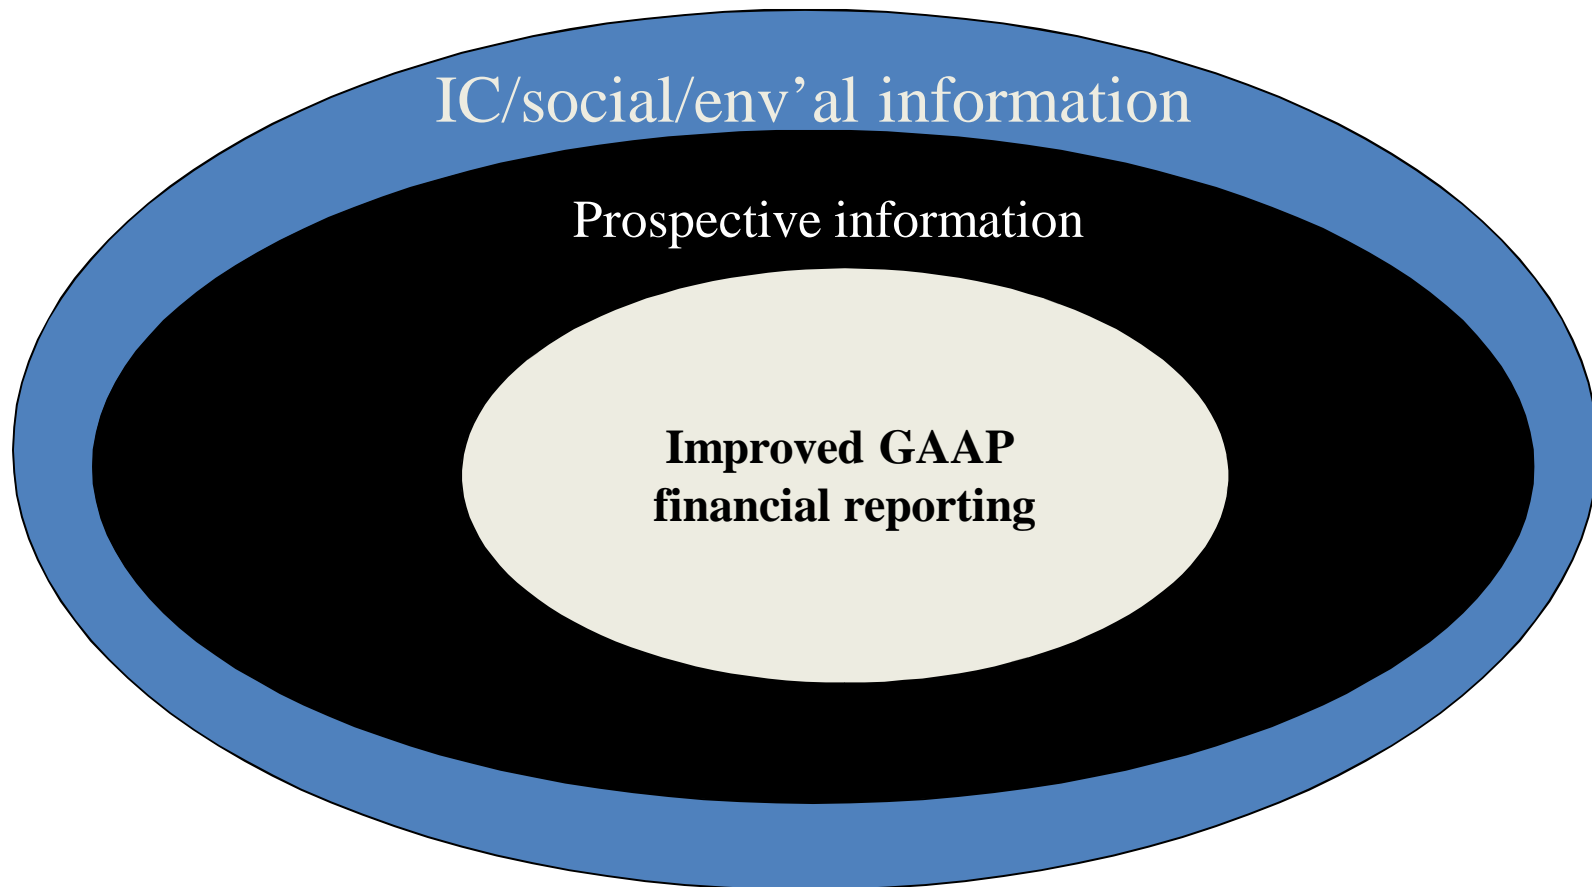 IC/social/env’al information
Prospective information
Improved GAAP
financial reporting